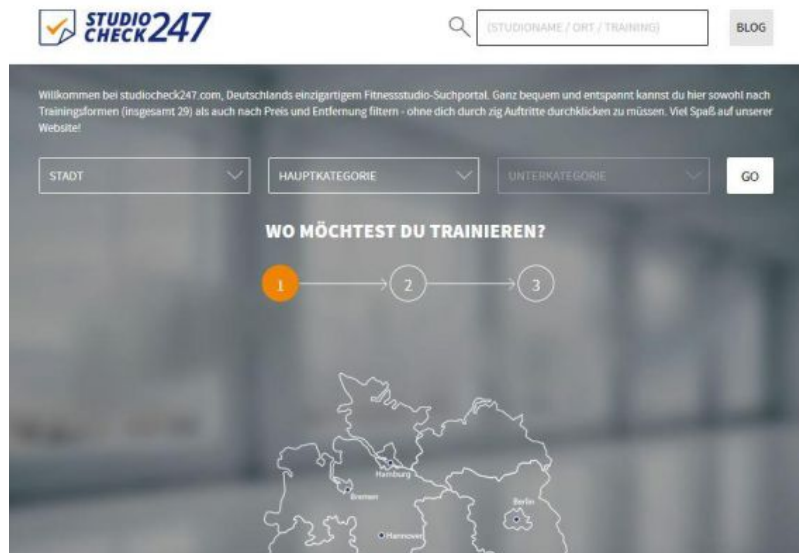 STUDIO
CHECK247
(STUDIONAME / ORT / TRAINING)
BLOG
Willkommen bei studiocheck247.com, Deutschlands einzigartigem Fitnessstudio-Suchportal. Ganz bequem und entspannt kannst du hier sowohl nach
Trainingsformen (insgesamt 29) als auch nach Preis und Entfernung filtern - ohne dich durch zig Auftritte durchklicken zu müssen. Viel Spaß auf unserer
Website!
STADT
HAUPTKATEGORIE
UNTERKATEGORIE
GO
WO MÖCHTEST DU TRAINIEREN?
1
2
3
Hamburg
Bremen
Berlin
Hannover